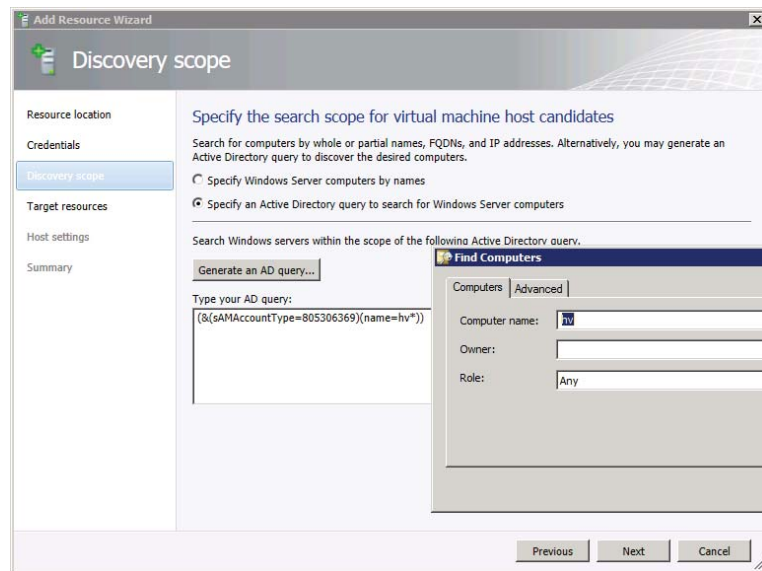 Add Resource Wizard
Discovery scope
Resource location
Credentials
Discovery scope
Target resources
Host settings
Summary
Specify the search scope for virtual machine host candidates
Search for computers by whole or partial names, FQDNs, and IP addresses. Alternatively, you may generate an
Active Directory query to discover the desired computers.
Specify Windows Server computers by names
Specify an Active Directory query to search for Windows Server computers
Search Windows servers within the scope of the following Active Directory query.
Generate an AD query...
Type your AD query:
(&(sAMAccountType=805306369)(name=hv*))
Find Computers
Computers
Advanced
Computer name:
hv
Owner:
Role:
Any
Previous
Next
Cancel